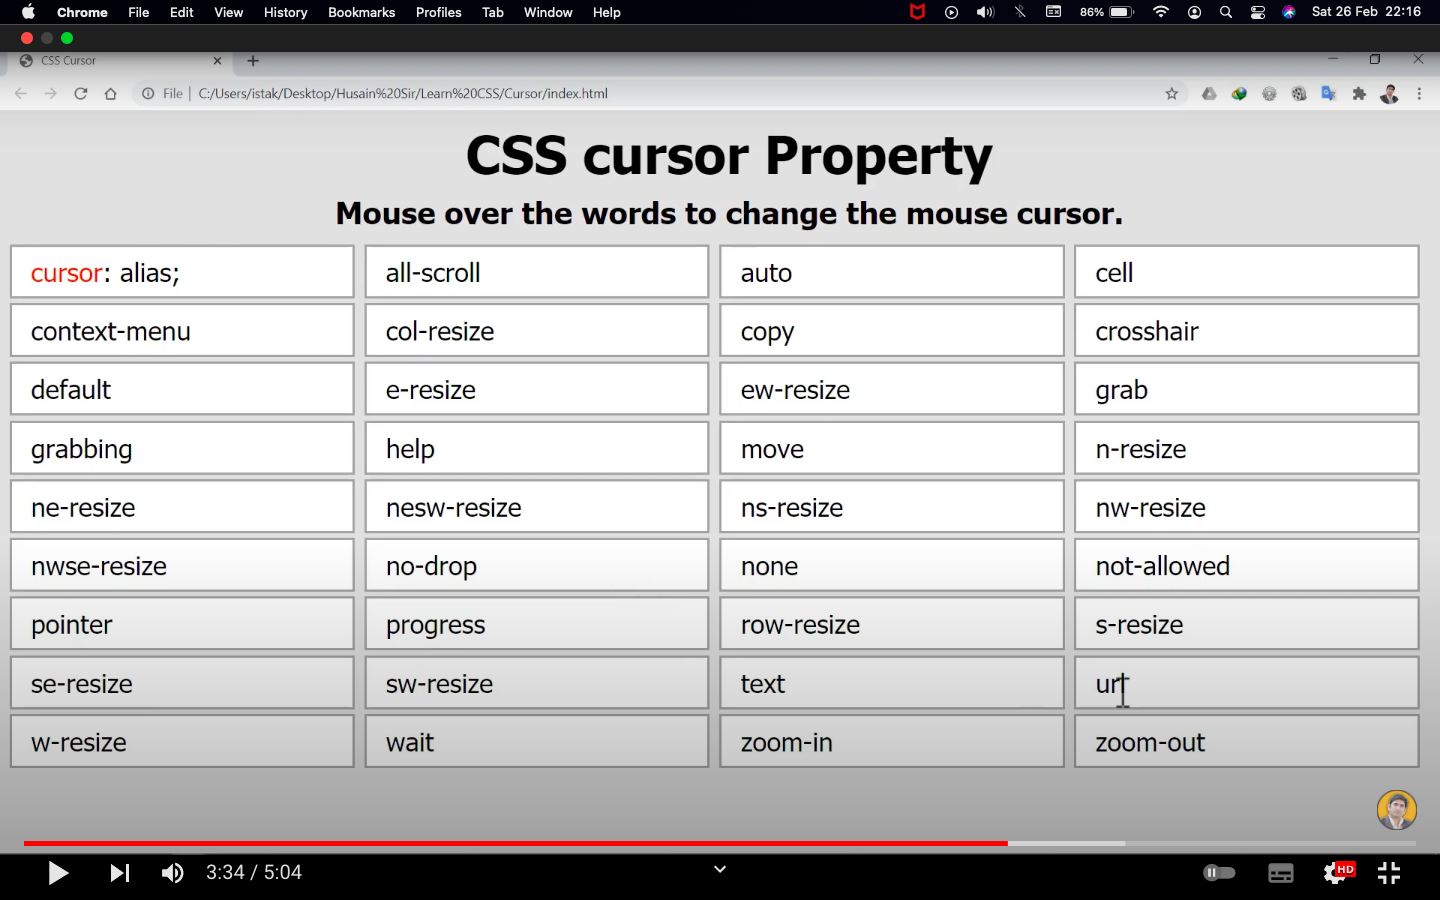 Chrome File Edit View History Bookmarks Profiles Tab Window Help 86% Sat 26 Feb 22:16
CSS Cursor
File C:/Users/istak/Desktop/Husain%20Sir/Learn%20CSS/Cursor/index.html
CSS cursor Property
Mouse over the words to change the mouse cursor.
cursor: alias; all-scroll auto cell
context-menu col-resize copy crosshair
default e-resize ew-resize grab
grabbing help move n-resize
ne-resize nesw-resize ns-resize nw-resize
nwse-resize no-drop none not-allowed
pointer progress row-resize s-resize
se-resize sw-resize text url
w-resize wait zoom-in zoom-out
3:34 / 5:04 HD